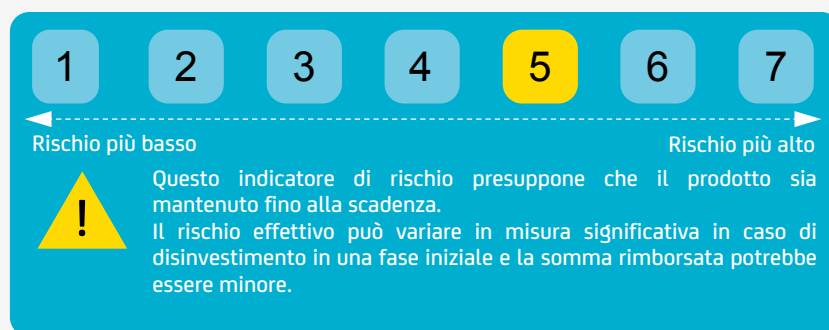 1 2 3 4 5 6 7
Rischio più basso Rischio più alto
!
Questo indicatore di rischio presuppone che il prodotto sia
mantenuto fino alla scadenza.
Il rischio effettivo può variare in misura significativa in caso di
disinvestimento in una fase iniziale e la somma rimborsata potrebbe
essere minore.